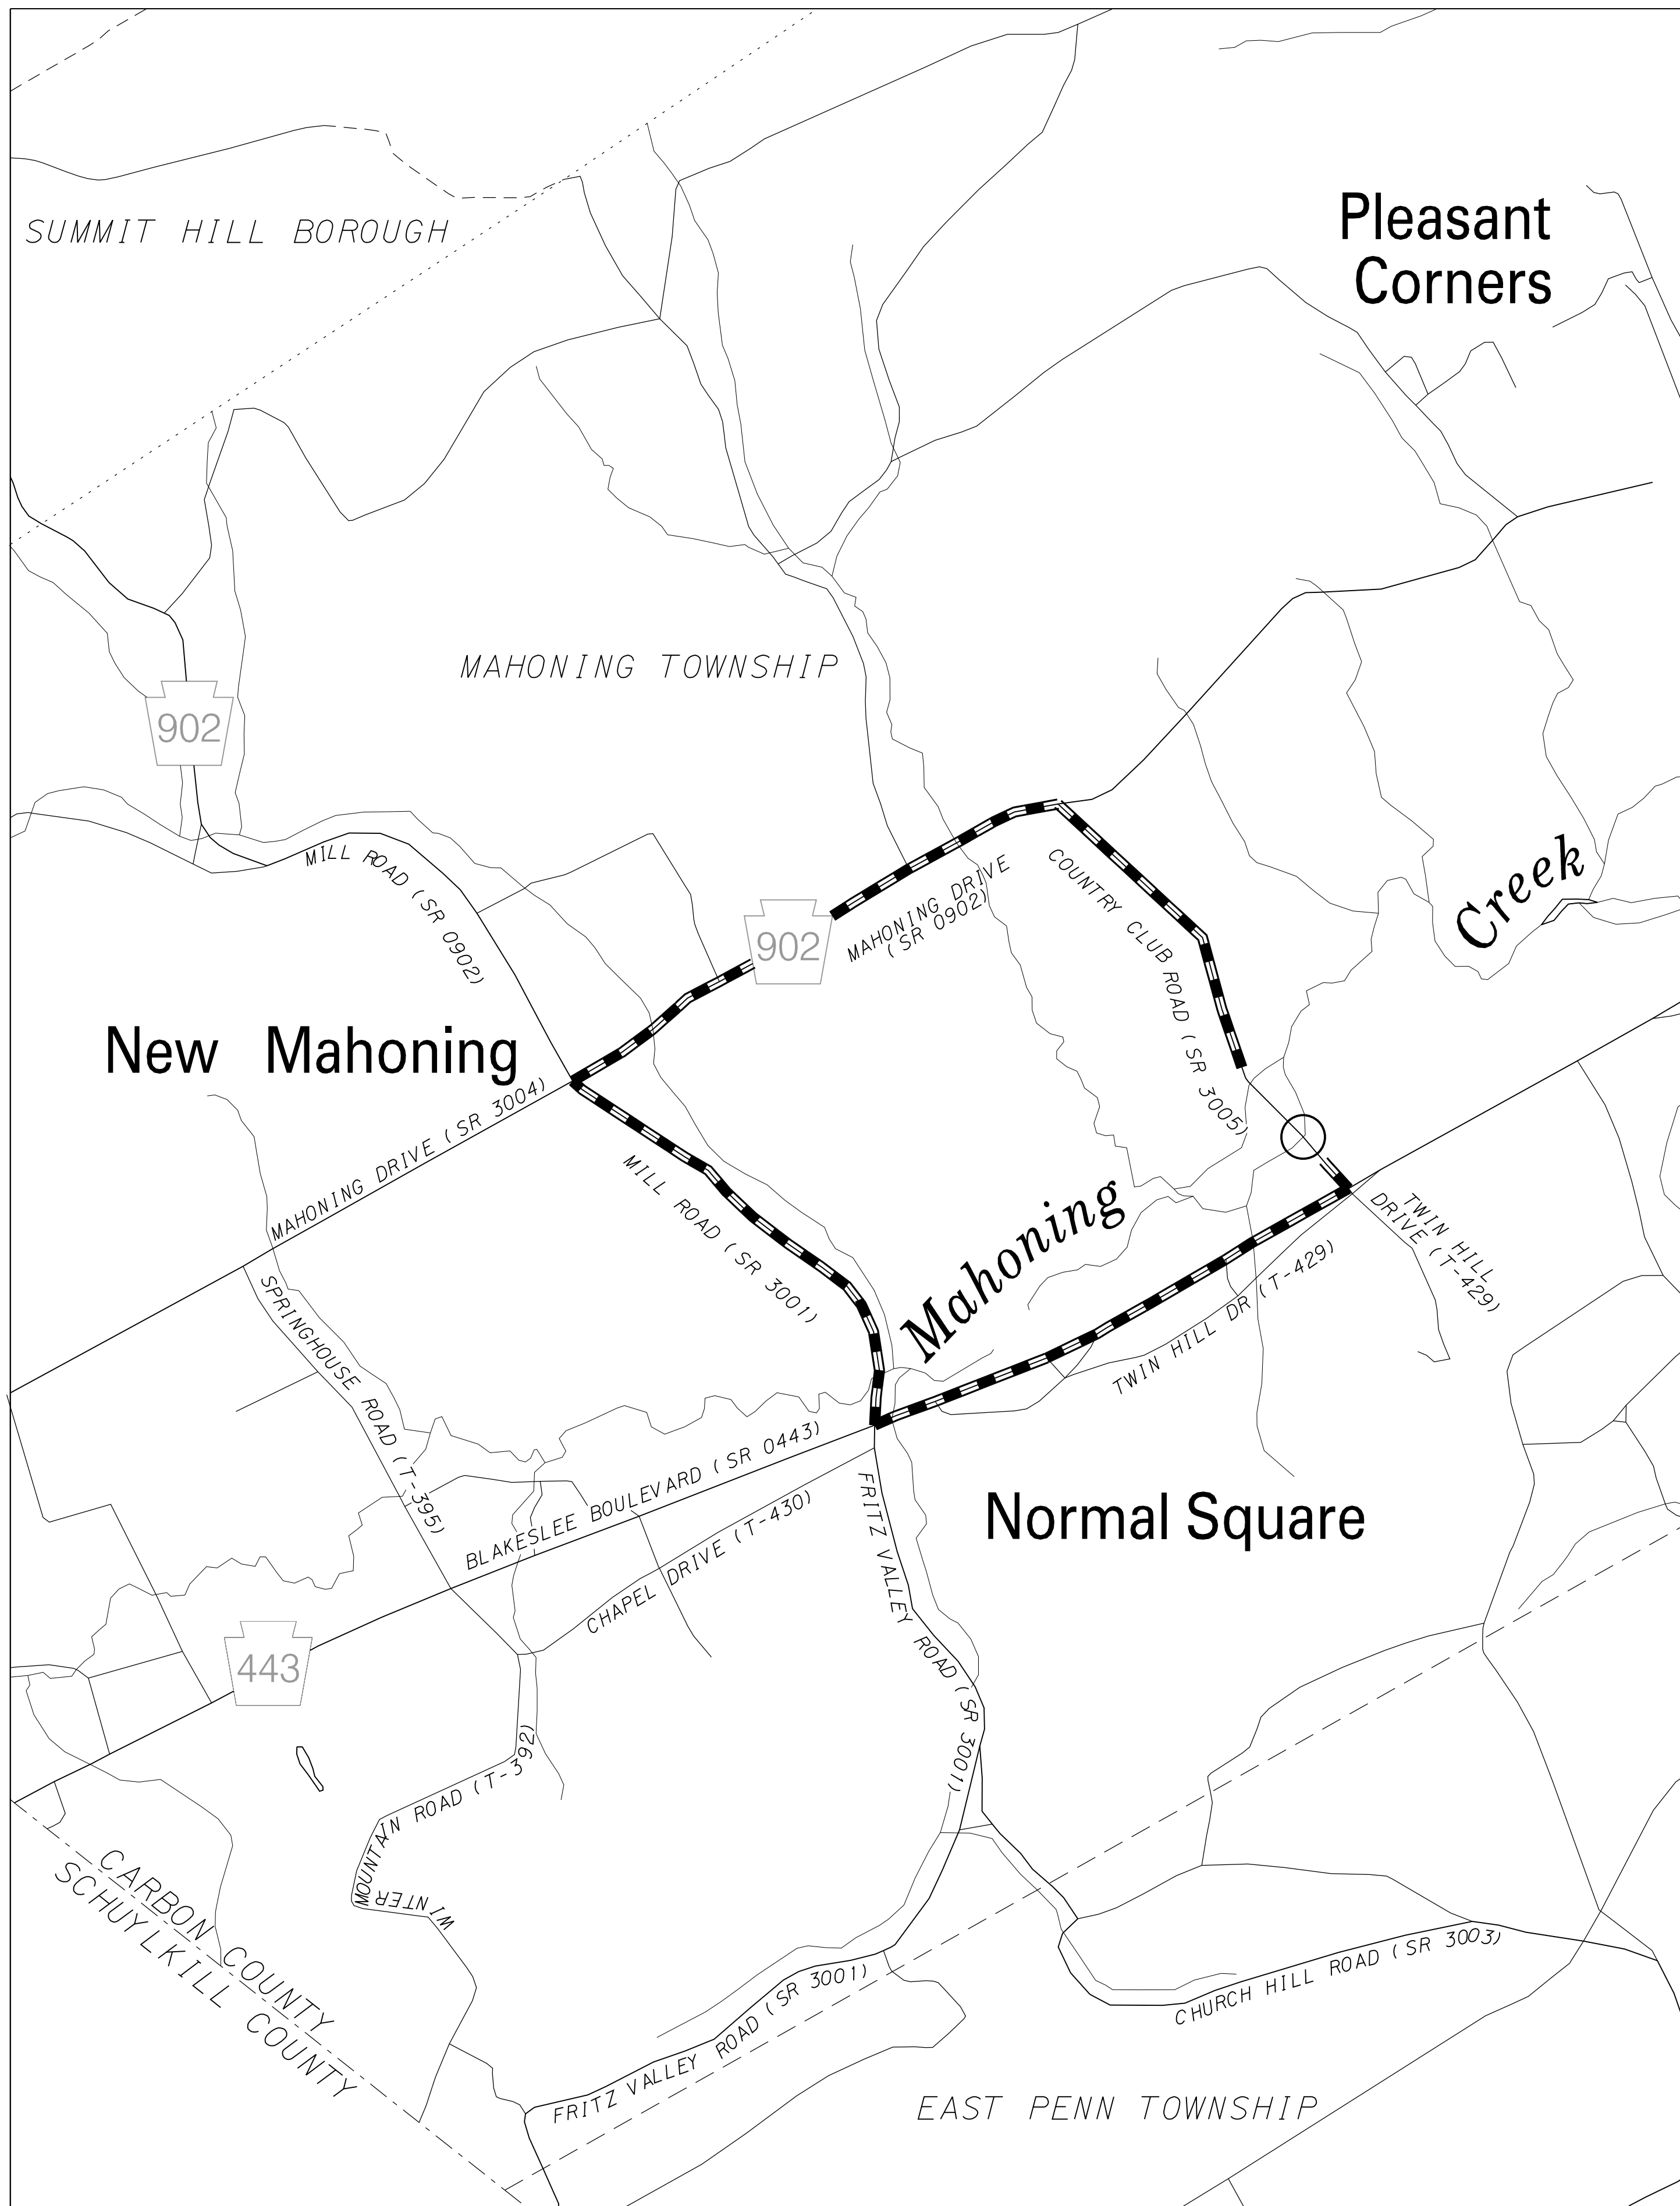 Pleasant
Corners
SUMMIT HILL BOROUGH
MAHONING TOWNSHIP
902
MILL ROAD (SR 0902)
902
MAHONING DRIVE
(SR 0902)
COUNTRY CLUB ROAD (SR 3005)
Creek
New Mahoning
MAHONING DRIVE (SR 3004)
MILL ROAD (SR 3001)
Mahoning
TWIN HILL
DRIVE (T-429)
TWIN HILL DR (T-429)
SPRINGHOUSE ROAD (T-395)
BLAKESLEE BOULEVARD (SR 0443)
CHAPEL DRIVE (T-430)
FRITZ VALLEY ROAD (SR 3001)
Normal Square
443
WINTER MOUNTAIN ROAD (T-392)
CARBON COUNTY
SCHUYLKILL COUNTY
FRITZ VALLEY ROAD (SR 3001)
CHURCH HILL ROAD (SR 3003)
EAST PENN TOWNSHIP